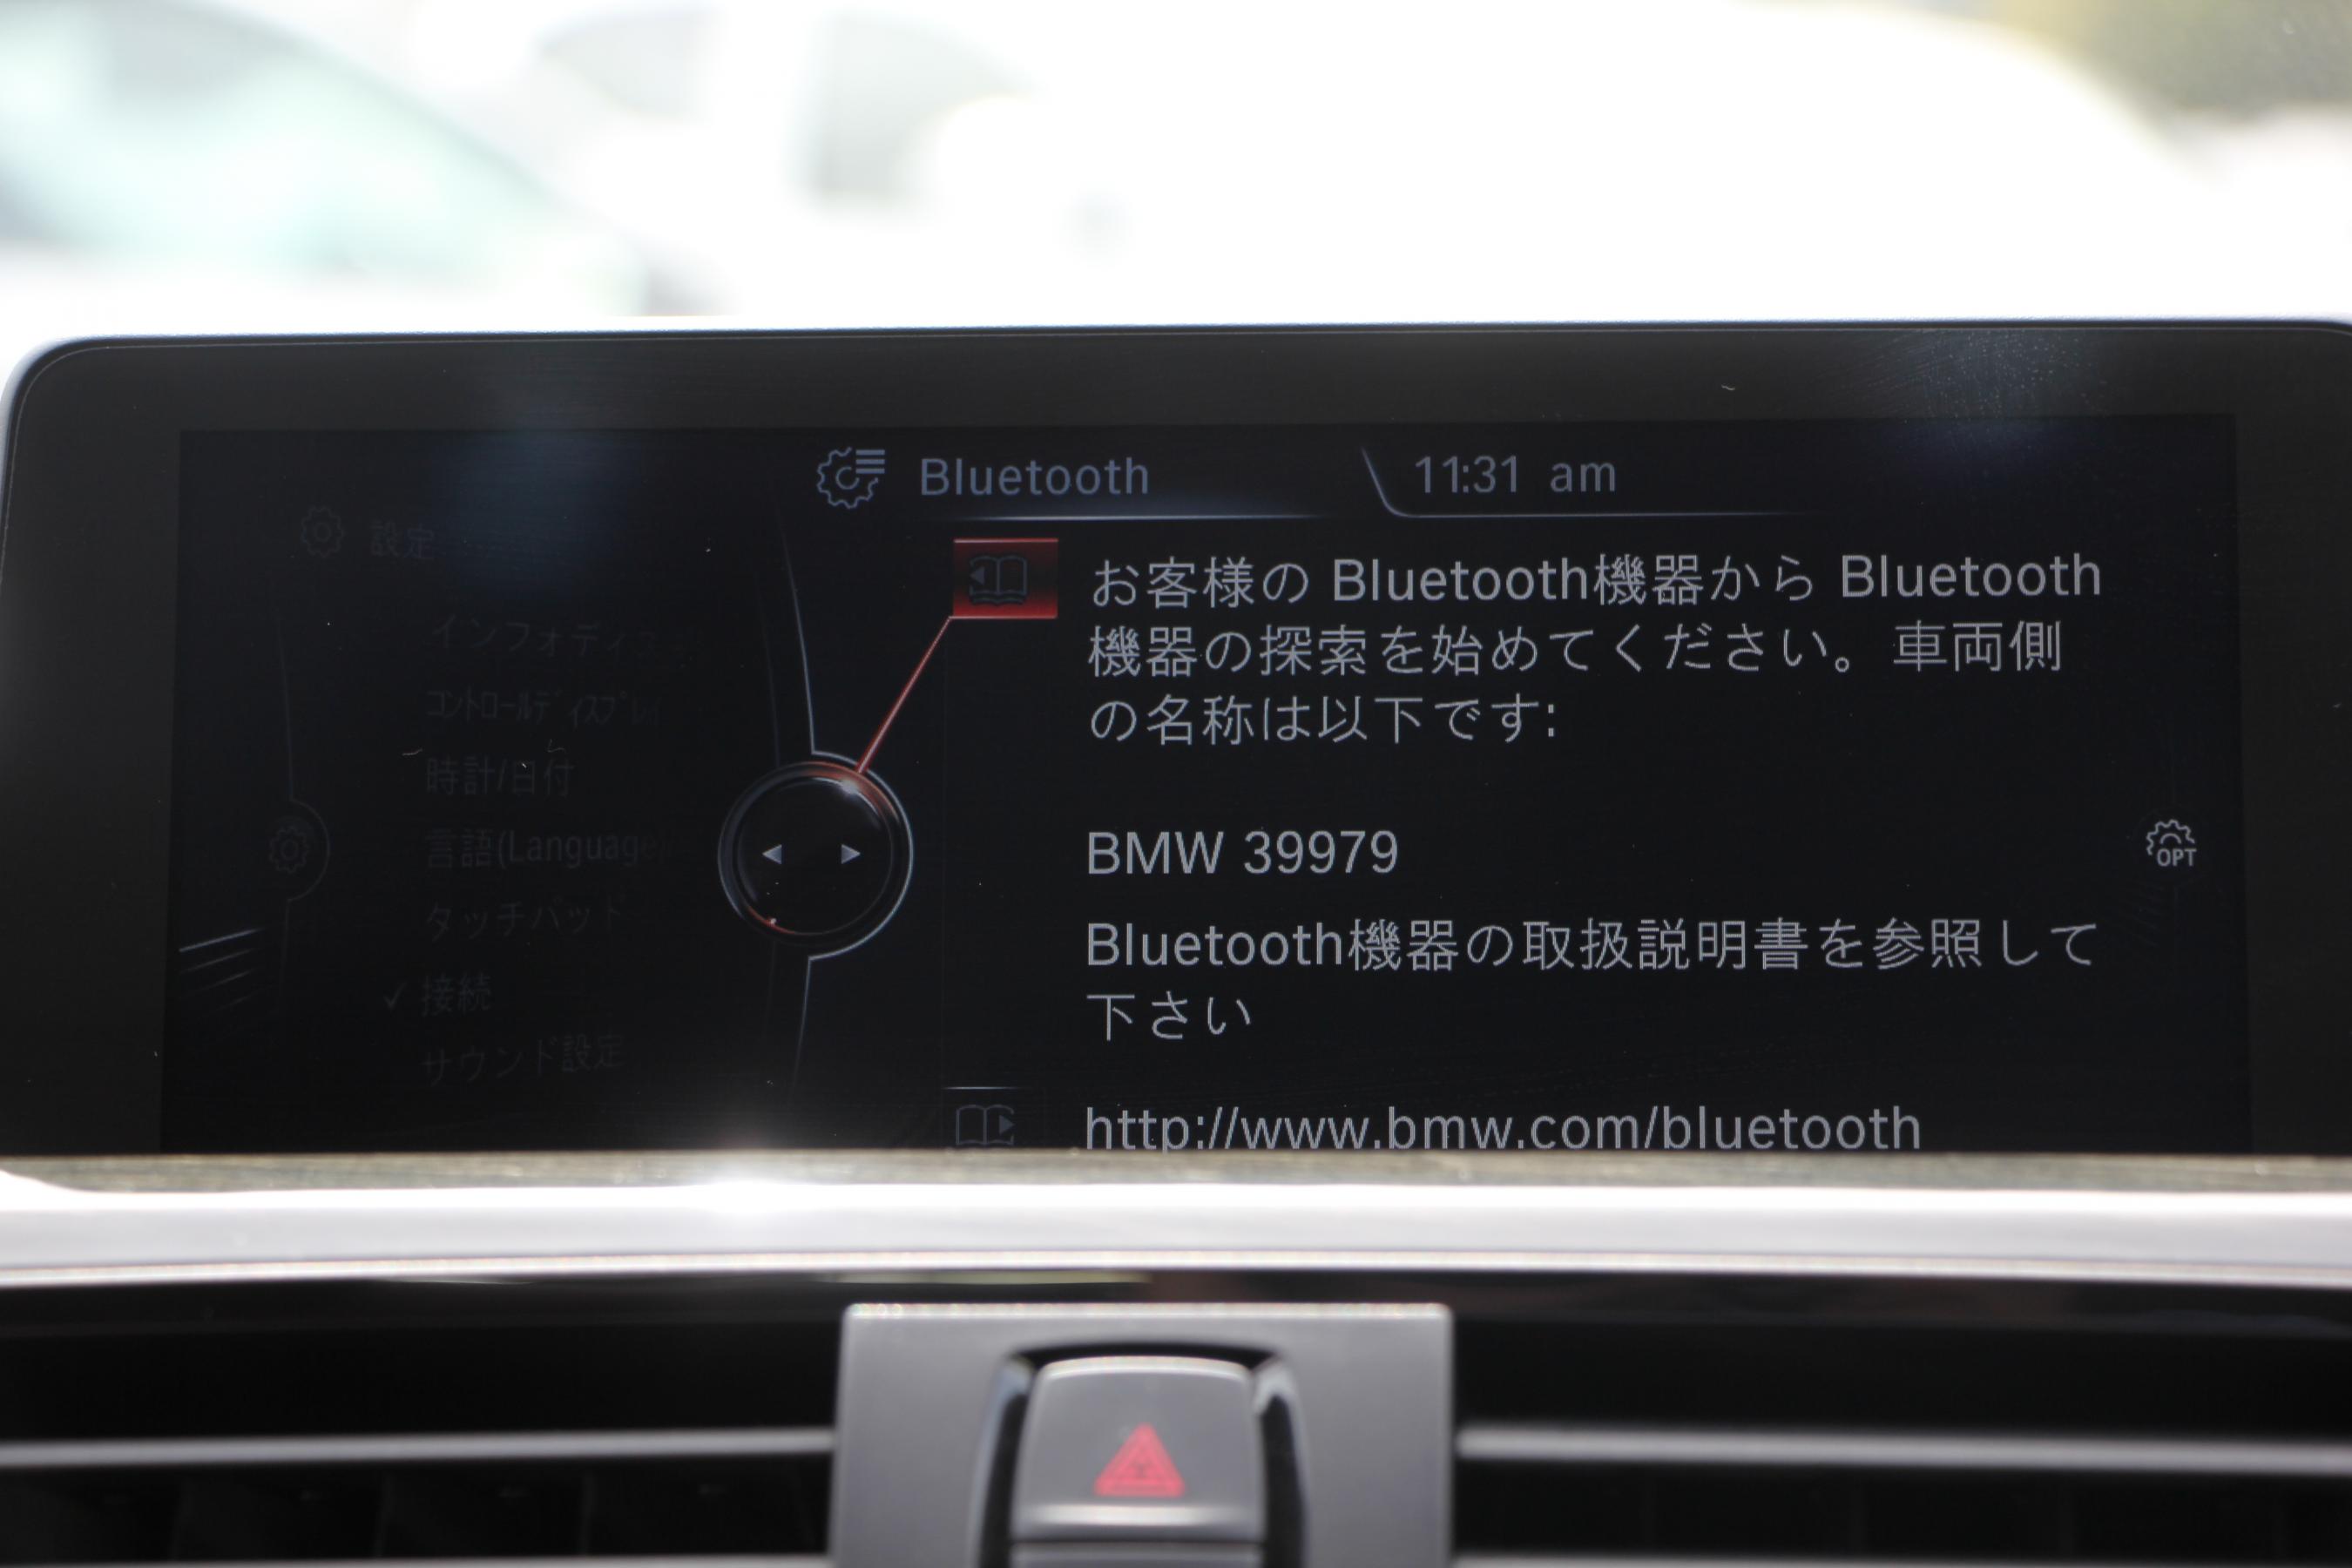 Bluetooth
11:31 am
設定
インフォディス
コントロールディスプレイ
時計/日付
言語(Language
タッチパッド
✓ 接続
サウンド設定
お客様の Bluetooth機器から Bluetooth
機器の探索を始めてください。車両側
の名称は以下です:
BMW 39979
Bluetooth機器の取扱説明書を参照して
下さい
http://www.bmw.com/bluetooth
OPT